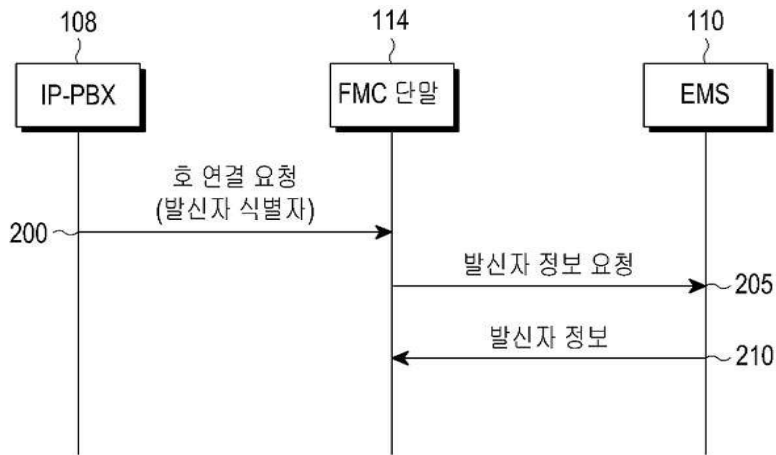 108
114
110
IP-PBX
FMC 단말
EMS
호 연결 요청
(발신자 식별자)
200
발신자 정보 요청
205
발신자 정보
210